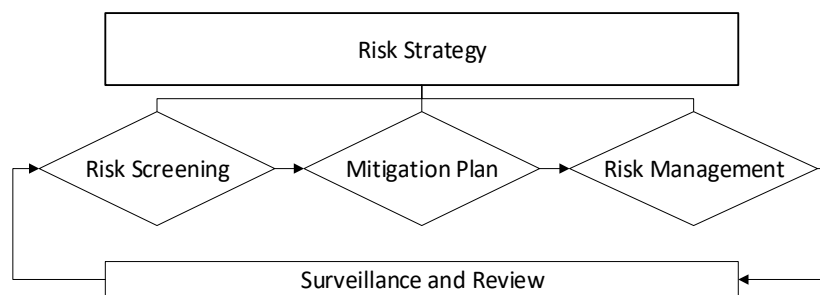 Risk Strategy
Risk Screening
Mitigation Plan
Risk Management
Surveillance and Review